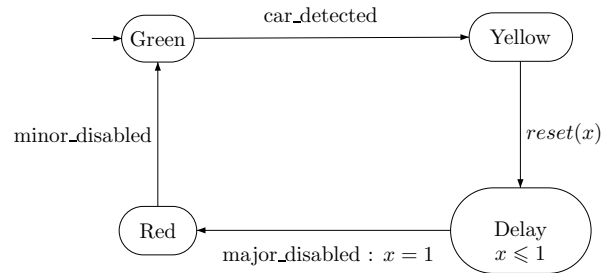 car_detected
Green
Yellow
minor_disabled
reset(x)
Red
Delay
x ⩽ 1
major_disabled : x = 1